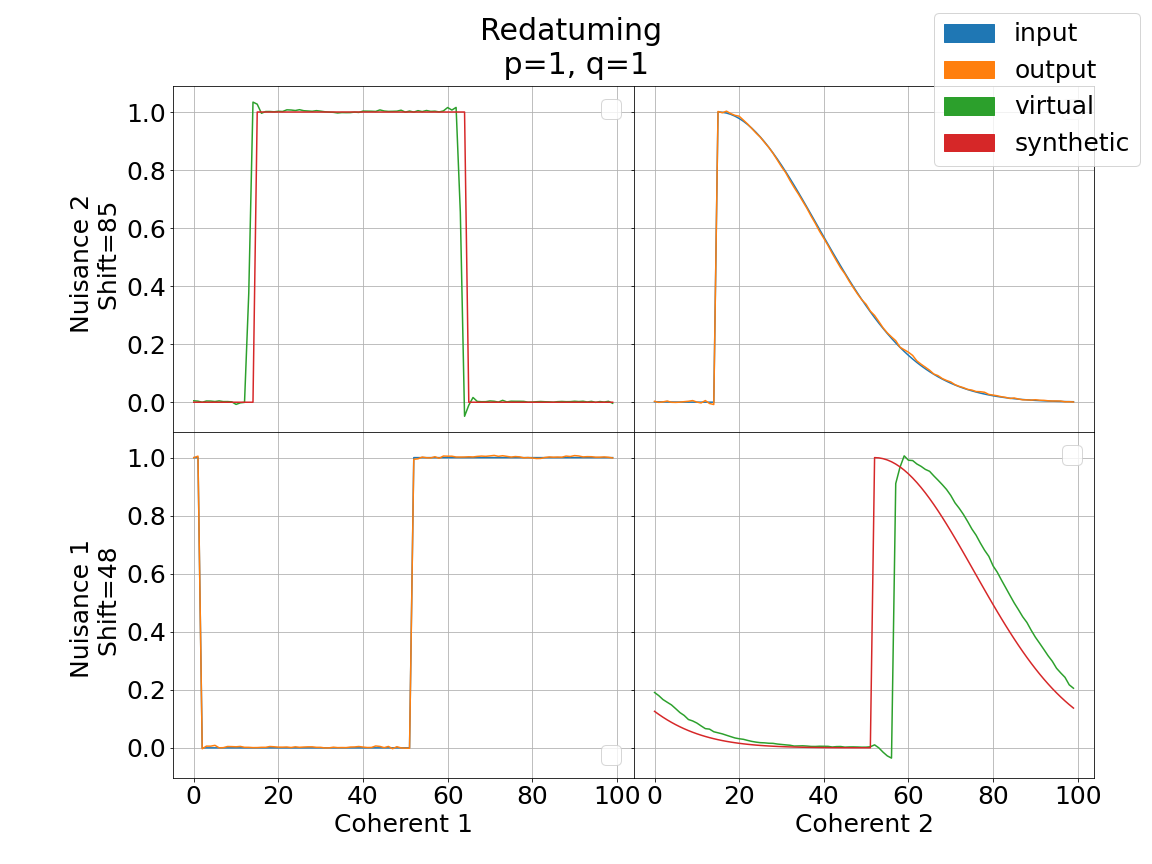 Redatuming
p=1, q=1
input
output
virtual
synthetic
Nuisance 2
Shift=85
1.0
0.8
0.6
0.4
0.2
0.0
Nuisance 1
Shift=48
1.0
0.8
0.6
0.4
0.2
0.0
0 20 40 60 80 100
0 20 40 60 80 100
Coherent 1
Coherent 2